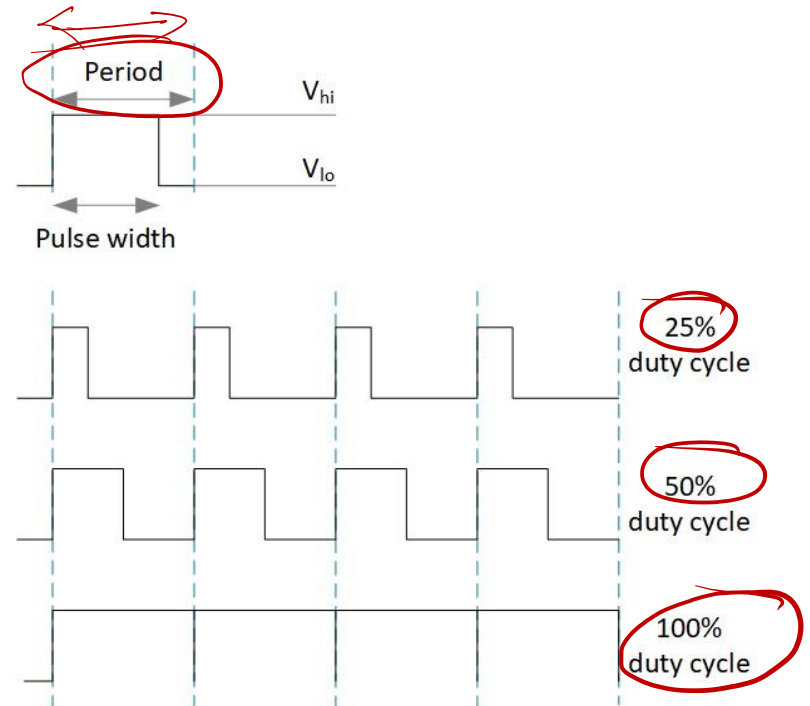 Period
Vhi
Vlo
Pulse width
25%
duty cycle
50%
duty cycle
100%
duty cycle